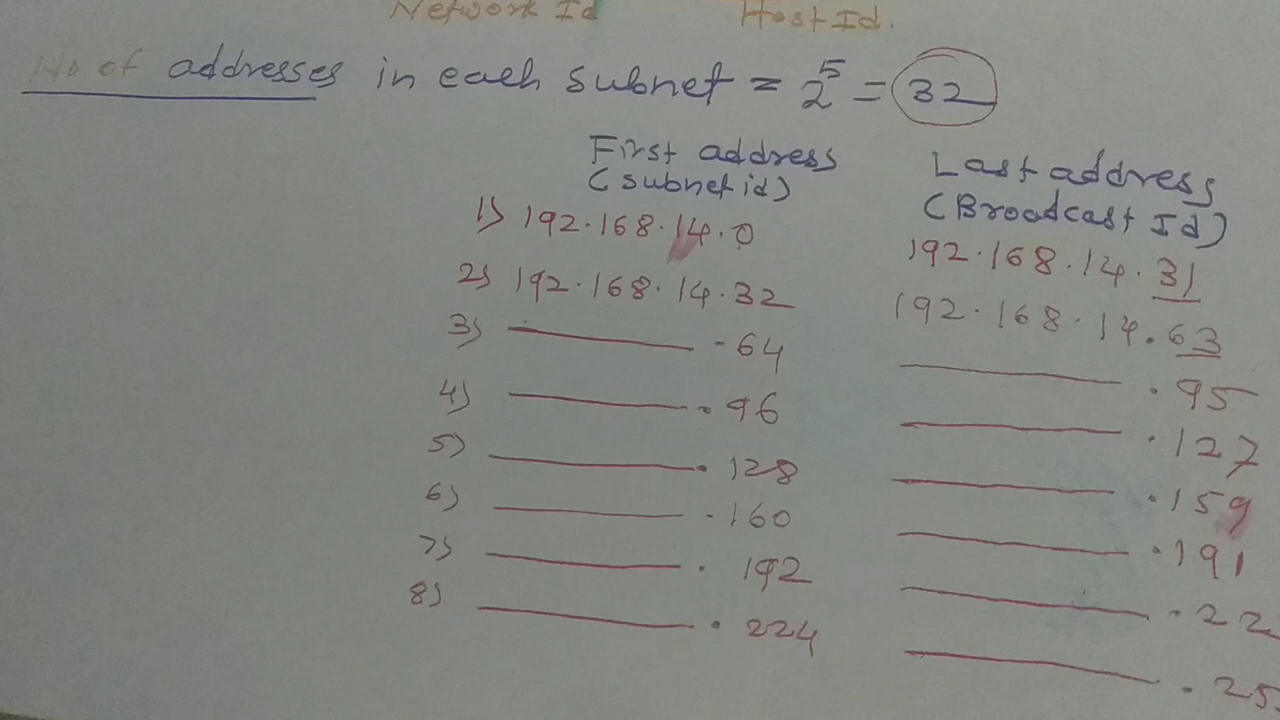 Network Id Host Id.
No of addresses in each subnet = 2^5 = 32
First address Last address
(subnet id) (Broadcast Id)
1) 192.168.14.0 192.168.14.31
2) 192.168.14.32 192.168.14.63
3) .64 .95
4) .96 .127
5) .128 .159
6) .160 .191
7) .192 .22
8) .224 .25